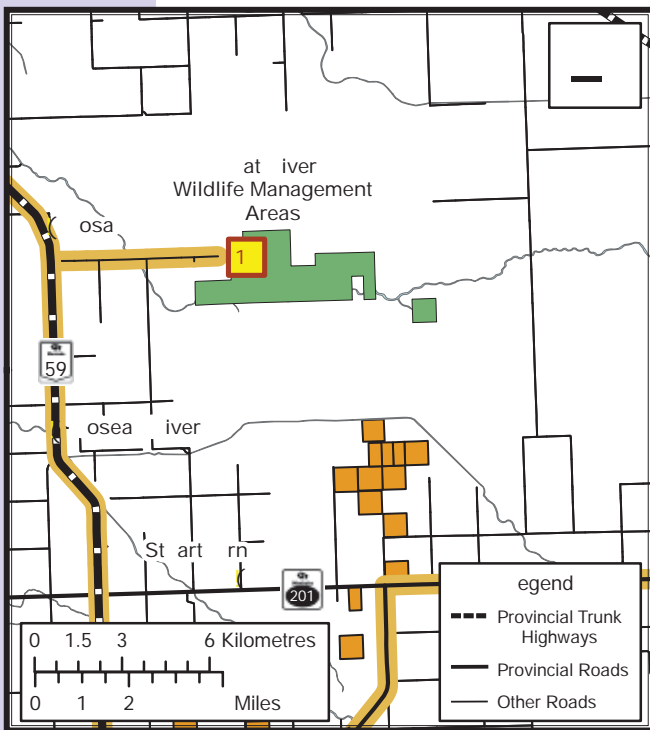 at iver
Wildlife Management
Areas
osa
1
59
osea iver
St art rn
201
egend
Provincial Trunk
Highways
Provincial Roads
Other Roads
0 1.5 3 6 Kilometres
0 1 2 Miles